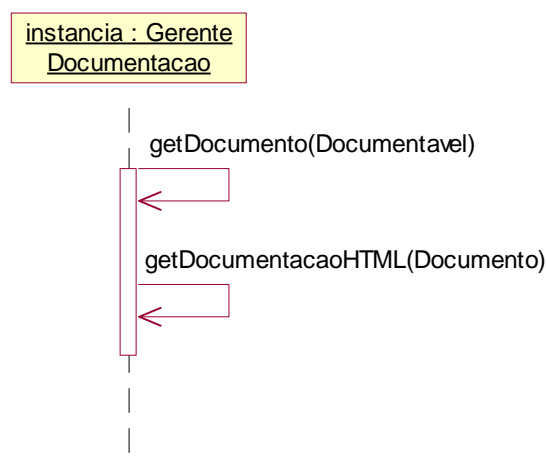 instancia : Gerente
Documentacao
getDocumento(Documentavel)
getDocumentacaoHTML(Documento)